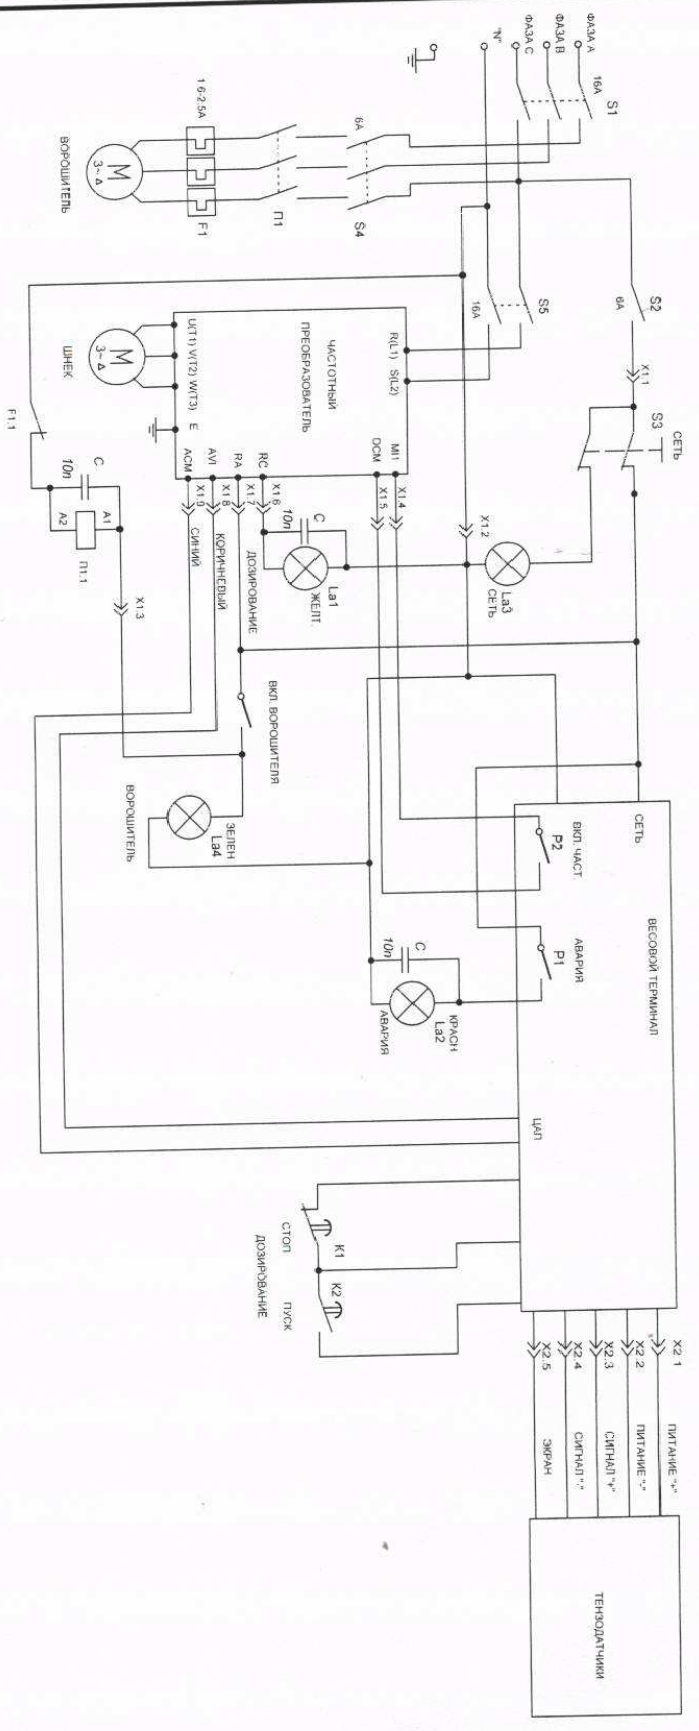 ФАЗА А
ФАЗА В
ФАЗА С
"N"
16А
S1
6А
S4
П1
1.6-2.5А
F1
М
3~ Δ
ВОРОШИТЕЛЬ
S2
6А
X1.1
S3
СЕТЬ
S5
16А
X1.2
La3
СЕТЬ
R(L1) S(L2)
ЧАСТОТНЫЙ
ПРЕОБРАЗОВАТЕЛЬ
U(T1) V(T2) W(T3) E
М
3~ Δ
ШНЕК
MI1
DCM
RC
RA
AVI
ACM
X1.4
X1.5
X1.6
X1.7
X1.8
X1.9
C
10n
La1
ЖЕЛТ.
ДОЗИРОВАНИЕ
КОРИЧНЕВЫЙ
СИНИЙ
F1.1
C
10n
A1
A2
П1.1
X1.3
ВКЛ. ВОРОШИТЕЛЯ
ЗЕЛЕН
La4
ВОРОШИТЕЛЬ
СЕТЬ
ВЕСОВОЙ ТЕРМИНАЛ
ВКЛ. ЧАСТ.
P2
АВАРИЯ
P1
C
10n
КРАСН
La2
АВАРИЯ
ЦАП
K1
СТОП
K2
ПУСК
ДОЗИРОВАНИЕ
X2.1
X2.2
X2.3
X2.4
X2.5
ПИТАНИЕ "+"
ПИТАНИЕ "-"
СИГНАЛ "+"
СИГНАЛ "-"
ЭКРАН
ТЕНЗОДАТЧИКИ